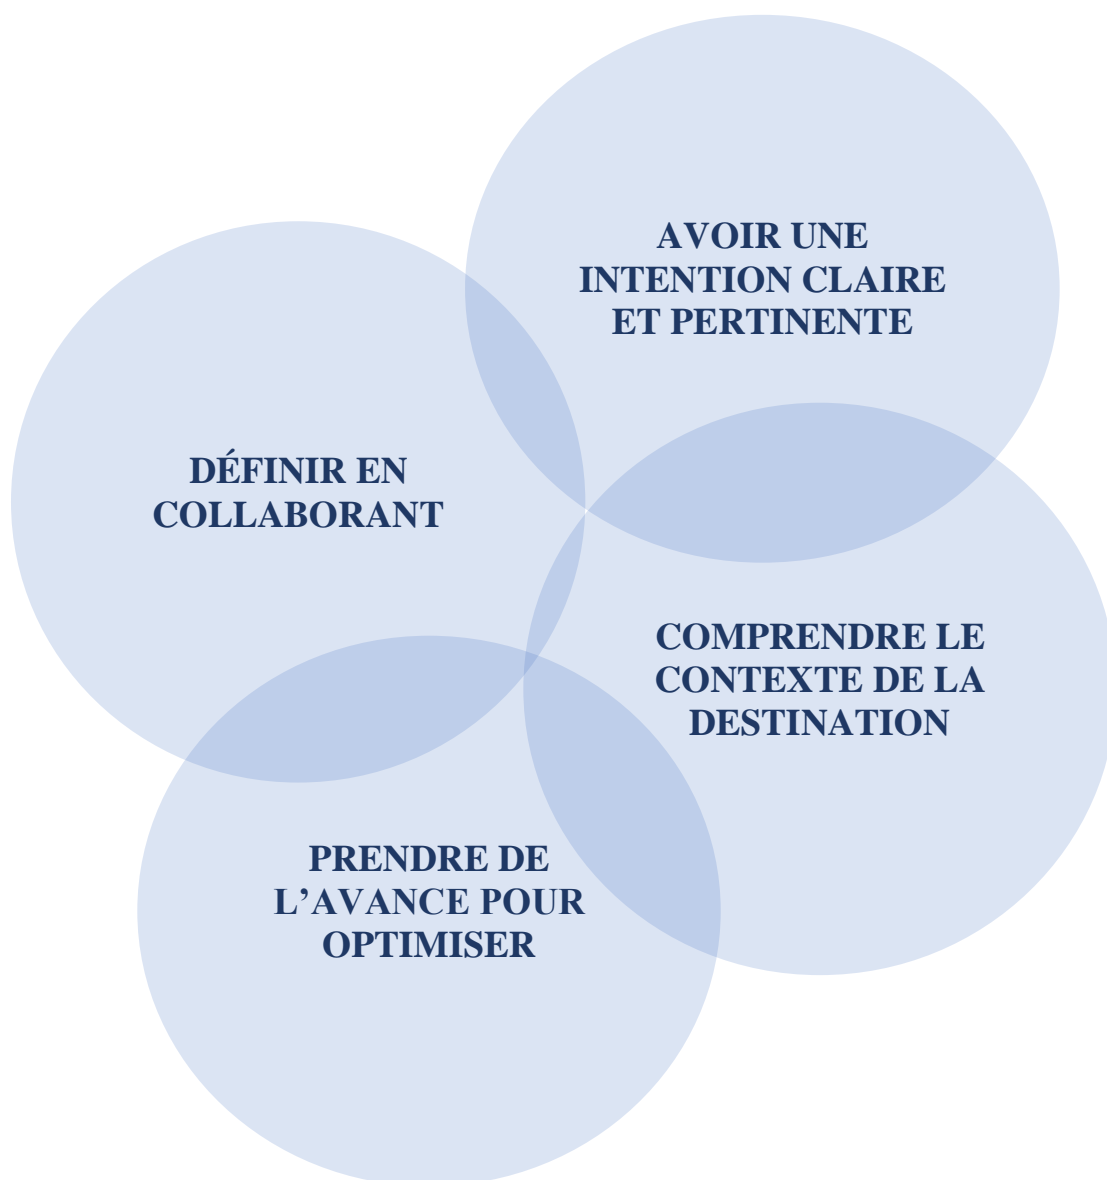 AVOIR UNE
INTENTION CLAIRE
ET PERTINENTE
DÉFINIR EN
COLLABORANT
COMPRENDRE LE
CONTEXTE DE LA
DESTINATION
PRENDRE DE
L’AVANCE POUR
OPTIMISER